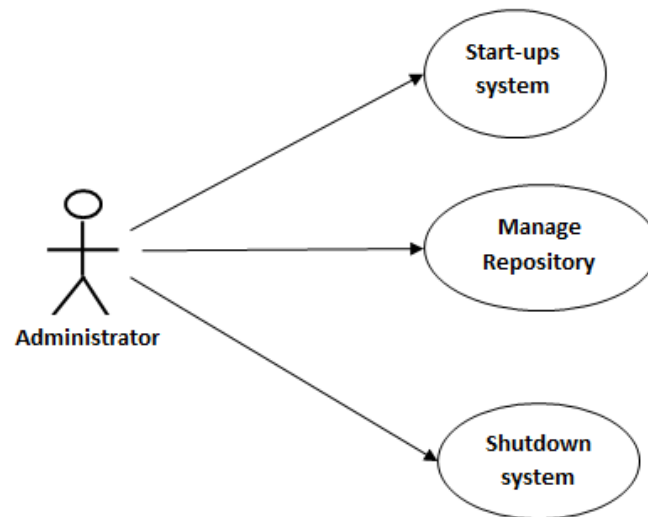 Start-ups
system
Manage
Repository
Administrator
Shutdown
system